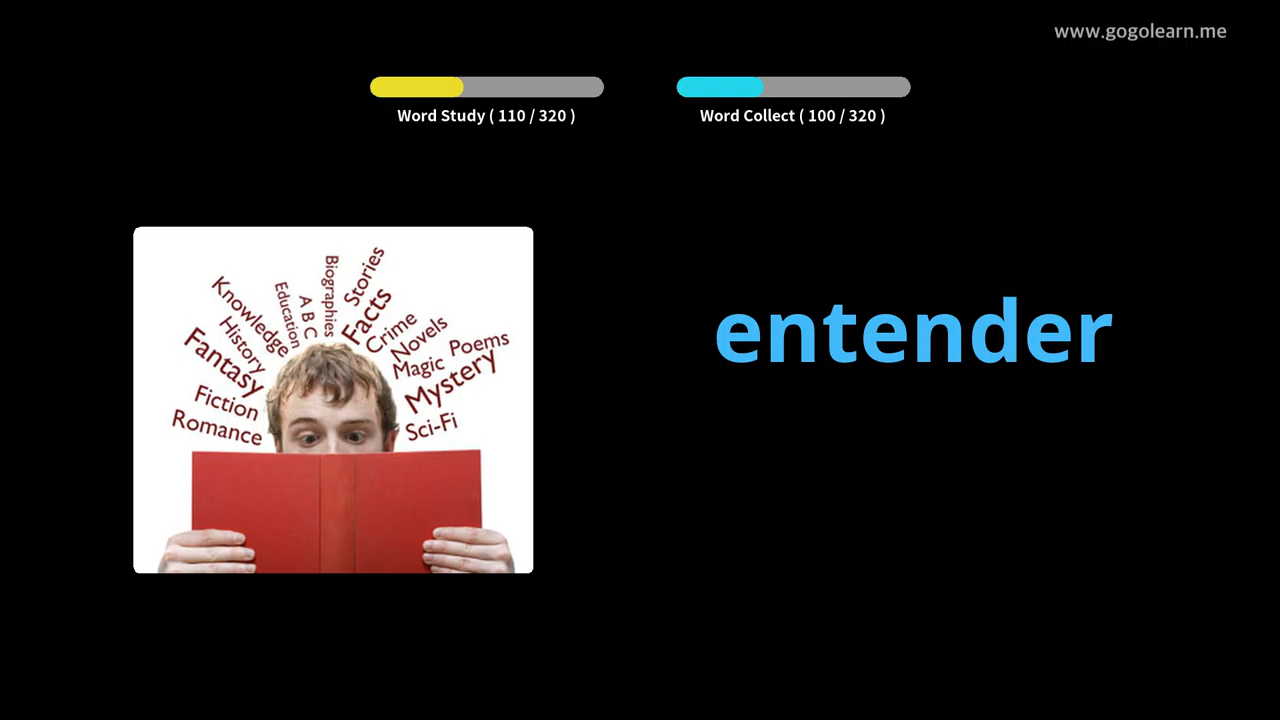 www.gogolearn.me
Word Study ( 110 / 320 )
Word Collect ( 100 / 320 )
entender
Romance
Fiction
Fantasy
History
Knowledge
Education
A B C
Biographies
Stories
Facts
Crime
Novels
Magic
Poems
Mystery
Sci-Fi